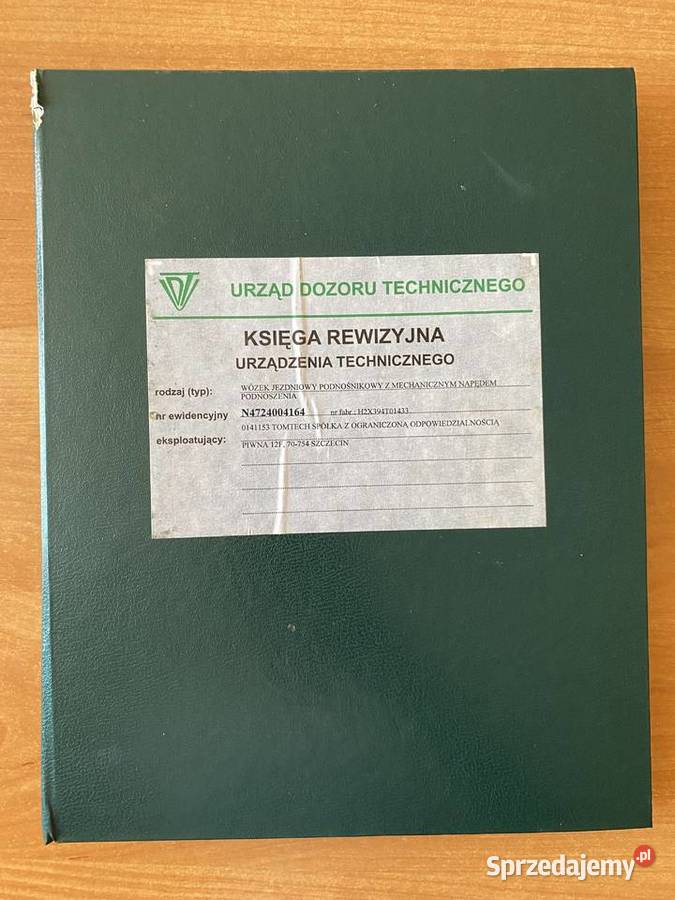 UDT
URZĄD DOZORU TECHNICZNEGO
KSIĘGA REWIZYJNA
URZĄDZENIA TECHNICZNEGO
rodzaj (typ): WÓZEK JEZDNIOWY PODNOŚNIKOWY Z MECHANICZNYM NAPĘDEM
PODNOSZENIA
nr ewidencyjny N4724004164 nr fabr.: H2X394T01433
0141153 TOMTECH SPÓŁKA Z OGRANICZONĄ ODPOWIEDZIALNOŚCIĄ
eksploatujący: PIWNA 12F, 70-754 SZCZECIN
Sprzedajemy.pl